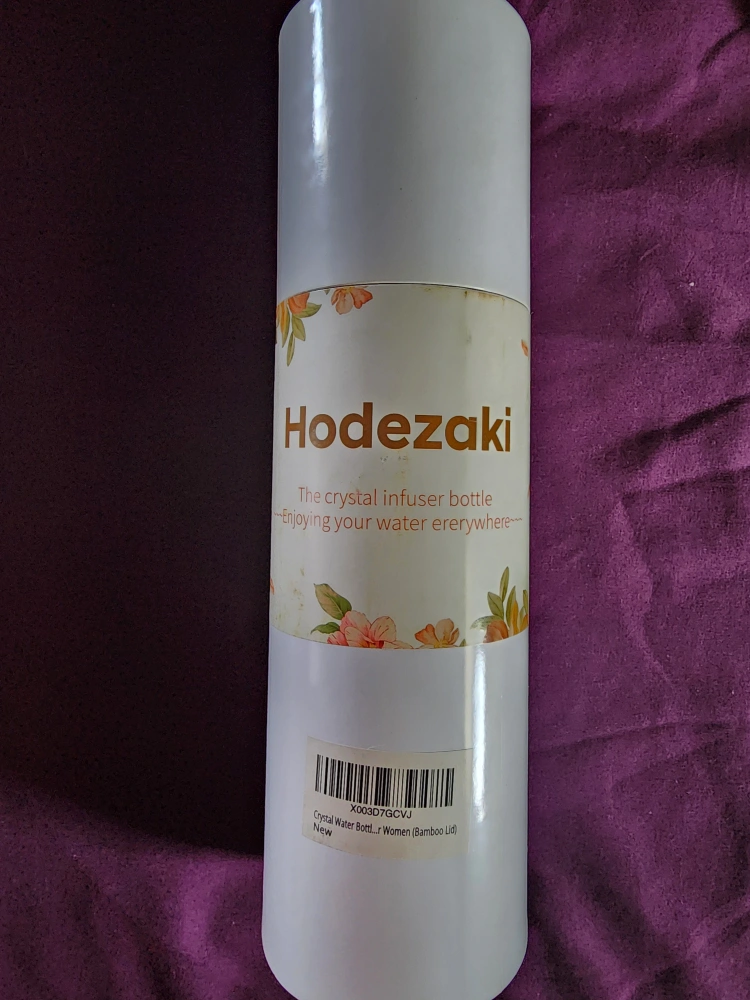 Hodezaki
The crystal infuser bottle
~~Enjoying your water ererywhere~~
X003D7GCVJ
Crystal Water Bottl...r Women (Bamboo Lid)
New